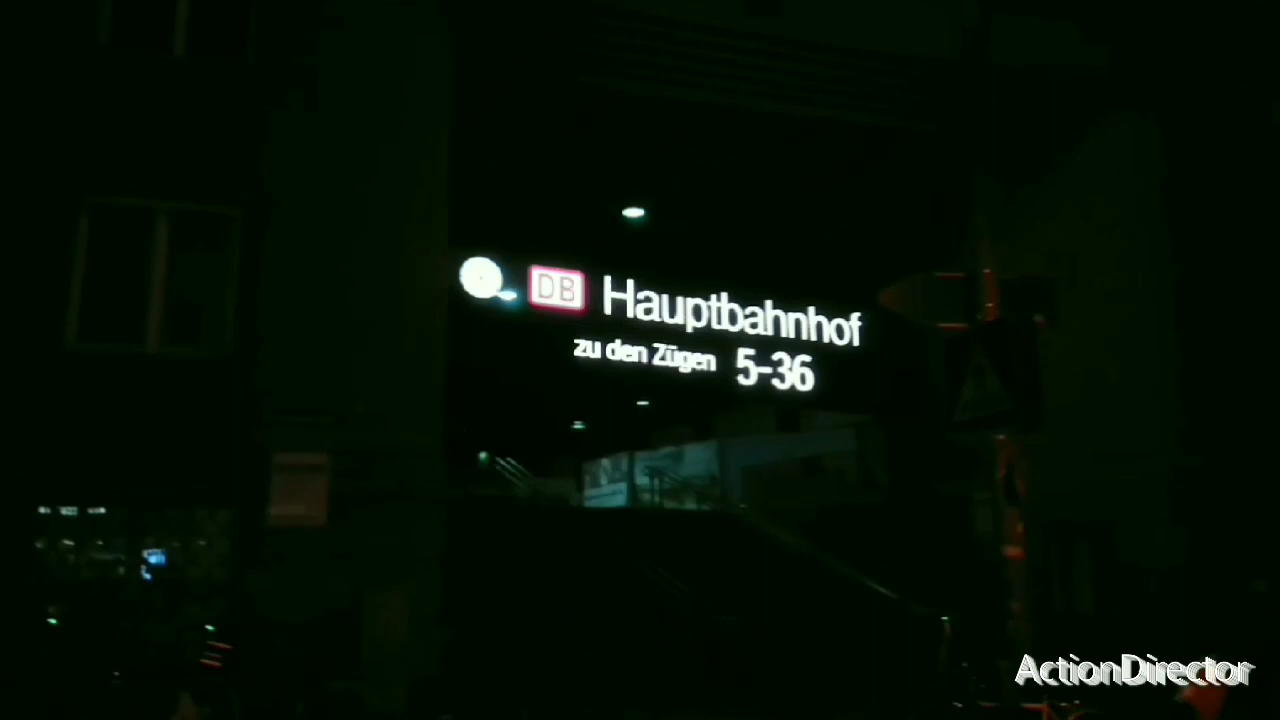 DB Hauptbahnhof
zu den Zügen 5-36
ActionDirector